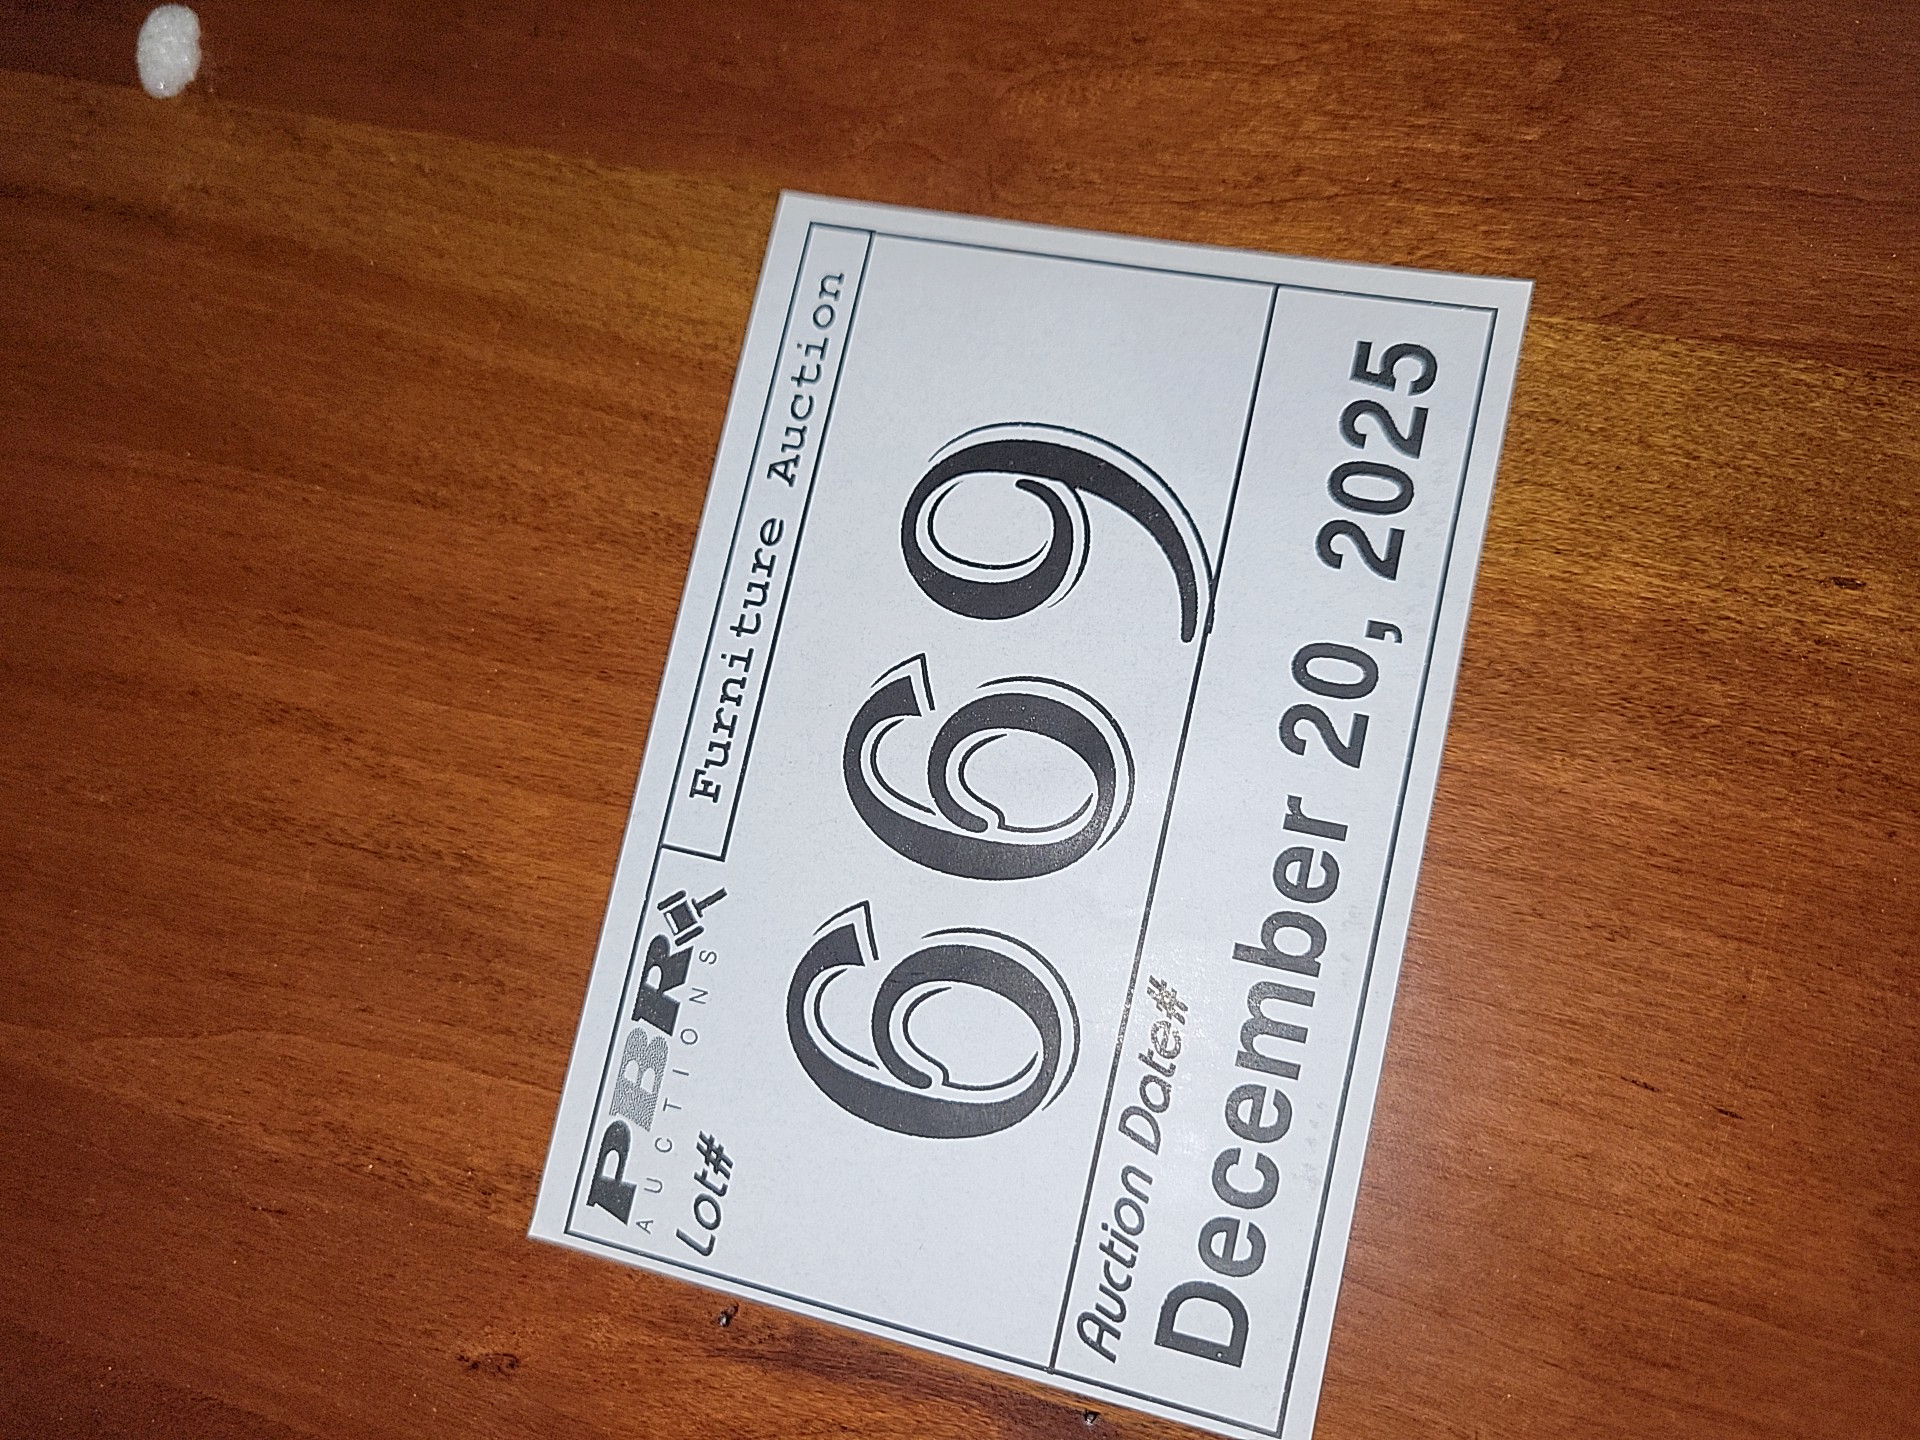 PBR
AUCTIONS
Furniture Auction
Lot#
669
Auction Date#
December 20, 2025